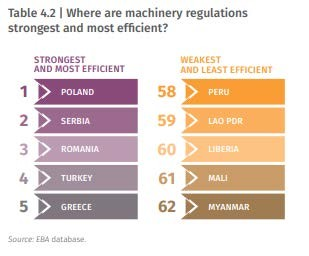 Table 4.2 | Where are machinery regulations
strongest and most efficient?
STRONGEST
AND MOST EFFICIENT
1 POLAND
2 SERBIA
3 ROMANIA
4 TURKEY
5 GREECE
WEAKEST
AND LEAST EFFICIENT
58 PERU
59 LAO PDR
60 LIBERIA
61 MALI
62 MYANMAR
Source: EBA database.